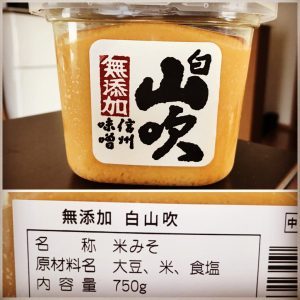 白
山吹
無添加
信州
味噌
無添加 白山吹
名 称 米みそ
原材料名 大豆、米、食塩
内 容 量 750g
中